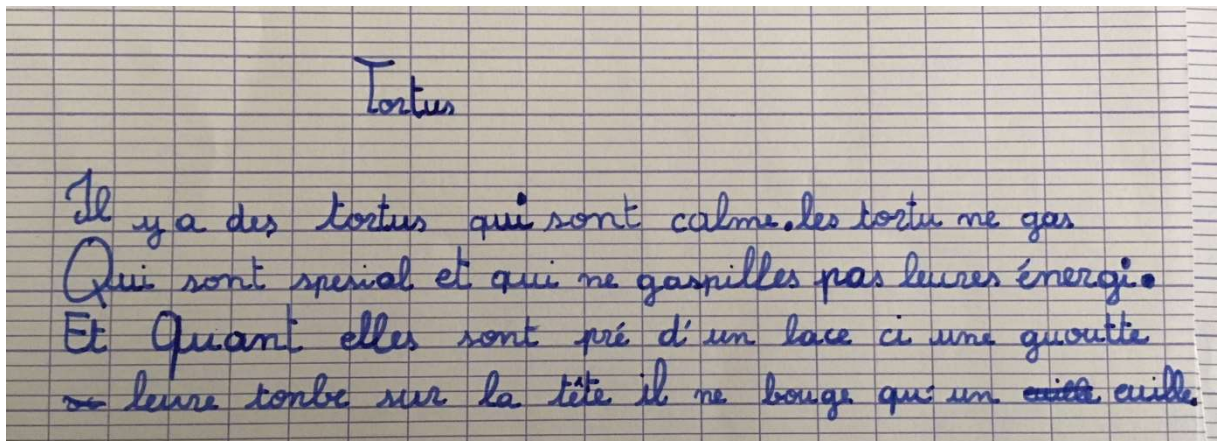 Tortus
Il y a des tortus qui sont calme. les tortu ne gas
Qui sont spesial et qui ne gaspilles pas leures énergi.
Et Quant elles sont pré d'un lace ci une guoutte
leure tonbe sur la tête il ne bouge qu'un euille.